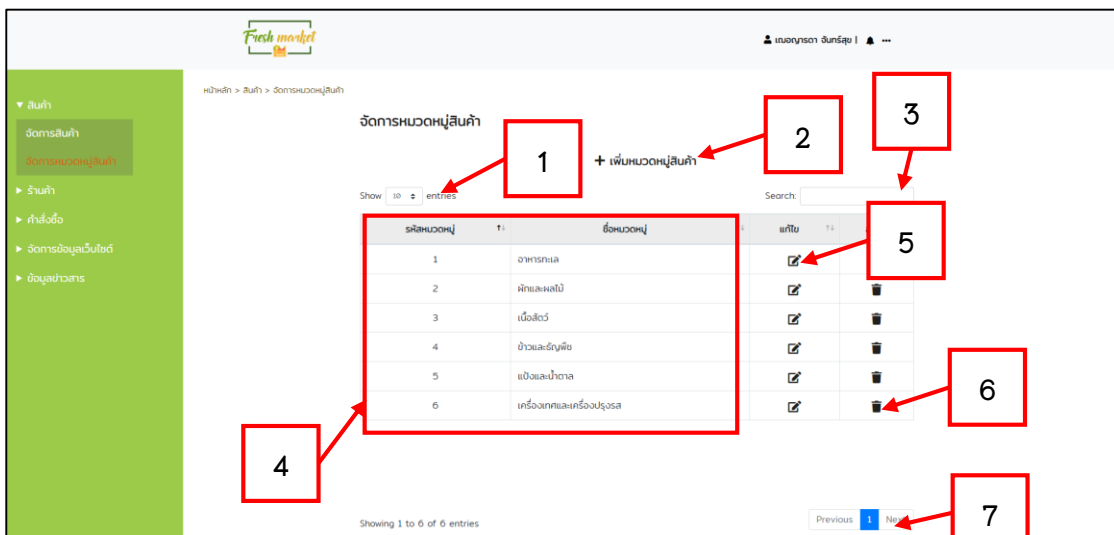 Fresh market
เฌอญารดา จันทร์สุข |
หน้าหลัก > สินค้า > จัดการหมวดหมู่สินค้า
▼ สินค้า
จัดการสินค้า
จัดการหมวดหมู่สินค้า
► ร้านค้า
► คำสั่งซื้อ
► จัดการข้อมูลเว็บไซต์
► ข้อมูลข่าวสาร
จัดการหมวดหมู่สินค้า
+ เพิ่มหมวดหมู่สินค้า
1
2
3
Show 10 entries
Search:
รหัสหมวดหมู่ ชื่อหมวดหมู่ แก้ไข
5
1 อาหารทะเล
2 ผักและผลไม้
3 เนื้อสัตว์
4 ข้าวและธัญพืช
5 แป้งและน้ำตาล
6 เครื่องเทศและเครื่องปรุงรส
6
4
7
Showing 1 to 6 of 6 entries
Previous 1